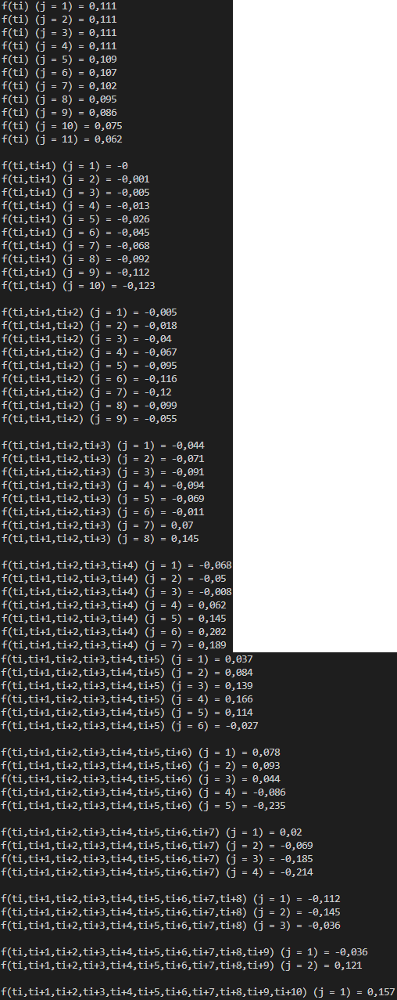 f(ti) (j = 1) = 0,111
f(ti) (j = 2) = 0,111
f(ti) (j = 3) = 0,111
f(ti) (j = 4) = 0,111
f(ti) (j = 5) = 0,109
f(ti) (j = 6) = 0,107
f(ti) (j = 7) = 0,102
f(ti) (j = 8) = 0,095
f(ti) (j = 9) = 0,086
f(ti) (j = 10) = 0,075
f(ti) (j = 11) = 0,062

f(ti,ti+1) (j = 1) = -0
f(ti,ti+1) (j = 2) = -0,001
f(ti,ti+1) (j = 3) = -0,005
f(ti,ti+1) (j = 4) = -0,013
f(ti,ti+1) (j = 5) = -0,026
f(ti,ti+1) (j = 6) = -0,045
f(ti,ti+1) (j = 7) = -0,068
f(ti,ti+1) (j = 8) = -0,092
f(ti,ti+1) (j = 9) = -0,112
f(ti,ti+1) (j = 10) = -0,123

f(ti,ti+1,ti+2) (j = 1) = -0,005
f(ti,ti+1,ti+2) (j = 2) = -0,018
f(ti,ti+1,ti+2) (j = 3) = -0,04
f(ti,ti+1,ti+2) (j = 4) = -0,067
f(ti,ti+1,ti+2) (j = 5) = -0,095
f(ti,ti+1,ti+2) (j = 6) = -0,116
f(ti,ti+1,ti+2) (j = 7) = -0,12
f(ti,ti+1,ti+2) (j = 8) = -0,099
f(ti,ti+1,ti+2) (j = 9) = -0,055

f(ti,ti+1,ti+2,ti+3) (j = 1) = -0,044
f(ti,ti+1,ti+2,ti+3) (j = 2) = -0,071
f(ti,ti+1,ti+2,ti+3) (j = 3) = -0,091
f(ti,ti+1,ti+2,ti+3) (j = 4) = -0,094
f(ti,ti+1,ti+2,ti+3) (j = 5) = -0,069
f(ti,ti+1,ti+2,ti+3) (j = 6) = -0,011
f(ti,ti+1,ti+2,ti+3) (j = 7) = 0,07
f(ti,ti+1,ti+2,ti+3) (j = 8) = 0,145

f(ti,ti+1,ti+2,ti+3,ti+4) (j = 1) = -0,068
f(ti,ti+1,ti+2,ti+3,ti+4) (j = 2) = -0,05
f(ti,ti+1,ti+2,ti+3,ti+4) (j = 3) = -0,008
f(ti,ti+1,ti+2,ti+3,ti+4) (j = 4) = 0,062
f(ti,ti+1,ti+2,ti+3,ti+4) (j = 5) = 0,145
f(ti,ti+1,ti+2,ti+3,ti+4) (j = 6) = 0,202
f(ti,ti+1,ti+2,ti+3,ti+4) (j = 7) = 0,189
f(ti,ti+1,ti+2,ti+3,ti+4,ti+5) (j = 1) = 0,037
f(ti,ti+1,ti+2,ti+3,ti+4,ti+5) (j = 2) = 0,084
f(ti,ti+1,ti+2,ti+3,ti+4,ti+5) (j = 3) = 0,139
f(ti,ti+1,ti+2,ti+3,ti+4,ti+5) (j = 4) = 0,166
f(ti,ti+1,ti+2,ti+3,ti+4,ti+5) (j = 5) = 0,114
f(ti,ti+1,ti+2,ti+3,ti+4,ti+5) (j = 6) = -0,027

f(ti,ti+1,ti+2,ti+3,ti+4,ti+5,ti+6) (j = 1) = 0,078
f(ti,ti+1,ti+2,ti+3,ti+4,ti+5,ti+6) (j = 2) = 0,093
f(ti,ti+1,ti+2,ti+3,ti+4,ti+5,ti+6) (j = 3) = 0,044
f(ti,ti+1,ti+2,ti+3,ti+4,ti+5,ti+6) (j = 4) = -0,086
f(ti,ti+1,ti+2,ti+3,ti+4,ti+5,ti+6) (j = 5) = -0,235

f(ti,ti+1,ti+2,ti+3,ti+4,ti+5,ti+6,ti+7) (j = 1) = 0,02
f(ti,ti+1,ti+2,ti+3,ti+4,ti+5,ti+6,ti+7) (j = 2) = -0,069
f(ti,ti+1,ti+2,ti+3,ti+4,ti+5,ti+6,ti+7) (j = 3) = -0,185
f(ti,ti+1,ti+2,ti+3,ti+4,ti+5,ti+6,ti+7) (j = 4) = -0,214

f(ti,ti+1,ti+2,ti+3,ti+4,ti+5,ti+6,ti+7,ti+8) (j = 1) = -0,112
f(ti,ti+1,ti+2,ti+3,ti+4,ti+5,ti+6,ti+7,ti+8) (j = 2) = -0,145
f(ti,ti+1,ti+2,ti+3,ti+4,ti+5,ti+6,ti+7,ti+8) (j = 3) = -0,036

f(ti,ti+1,ti+2,ti+3,ti+4,ti+5,ti+6,ti+7,ti+8,ti+9) (j = 1) = -0,036
f(ti,ti+1,ti+2,ti+3,ti+4,ti+5,ti+6,ti+7,ti+8,ti+9) (j = 2) = 0,121

f(ti,ti+1,ti+2,ti+3,ti+4,ti+5,ti+6,ti+7,ti+8,ti+9,ti+10) (j = 1) = 0,157